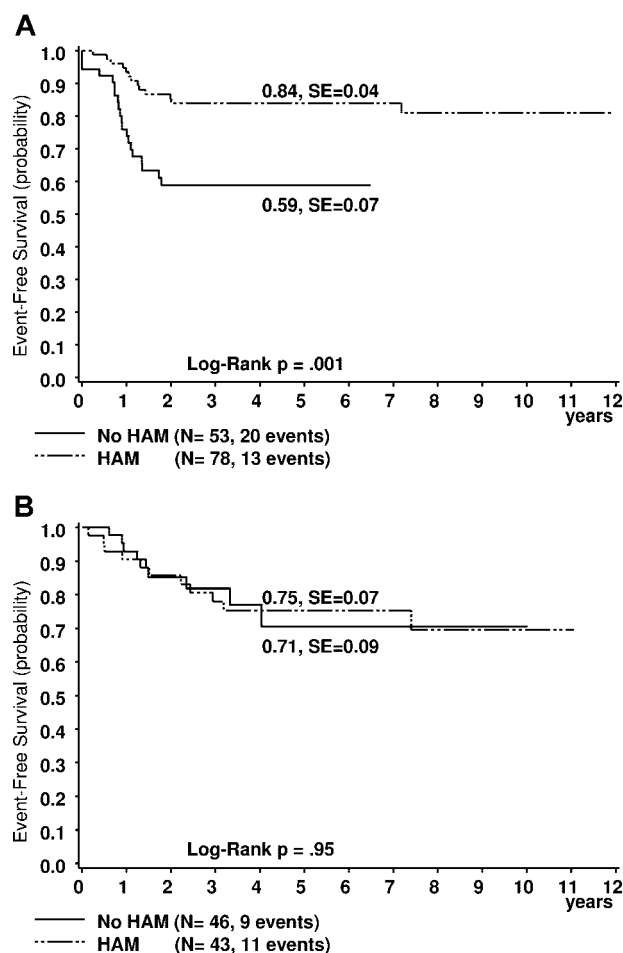 A
Event-Free Survival (probability)
1.0
0.9
0.8
0.7
0.6
0.5
0.4
0.3
0.2
0.1
0.0
0.84, SE=0.04
0.59, SE=0.07
Log-Rank p = .001
0 1 2 3 4 5 6 7 8 9 10 11 12
years
No HAM (N= 53, 20 events)
HAM (N= 78, 13 events)
B
Event-Free Survival (probability)
1.0
0.9
0.8
0.7
0.6
0.5
0.4
0.3
0.2
0.1
0.0
0.75, SE=0.07
0.71, SE=0.09
Log-Rank p = .95
0 1 2 3 4 5 6 7 8 9 10 11 12
years
No HAM (N= 46, 9 events)
HAM (N= 43, 11 events)